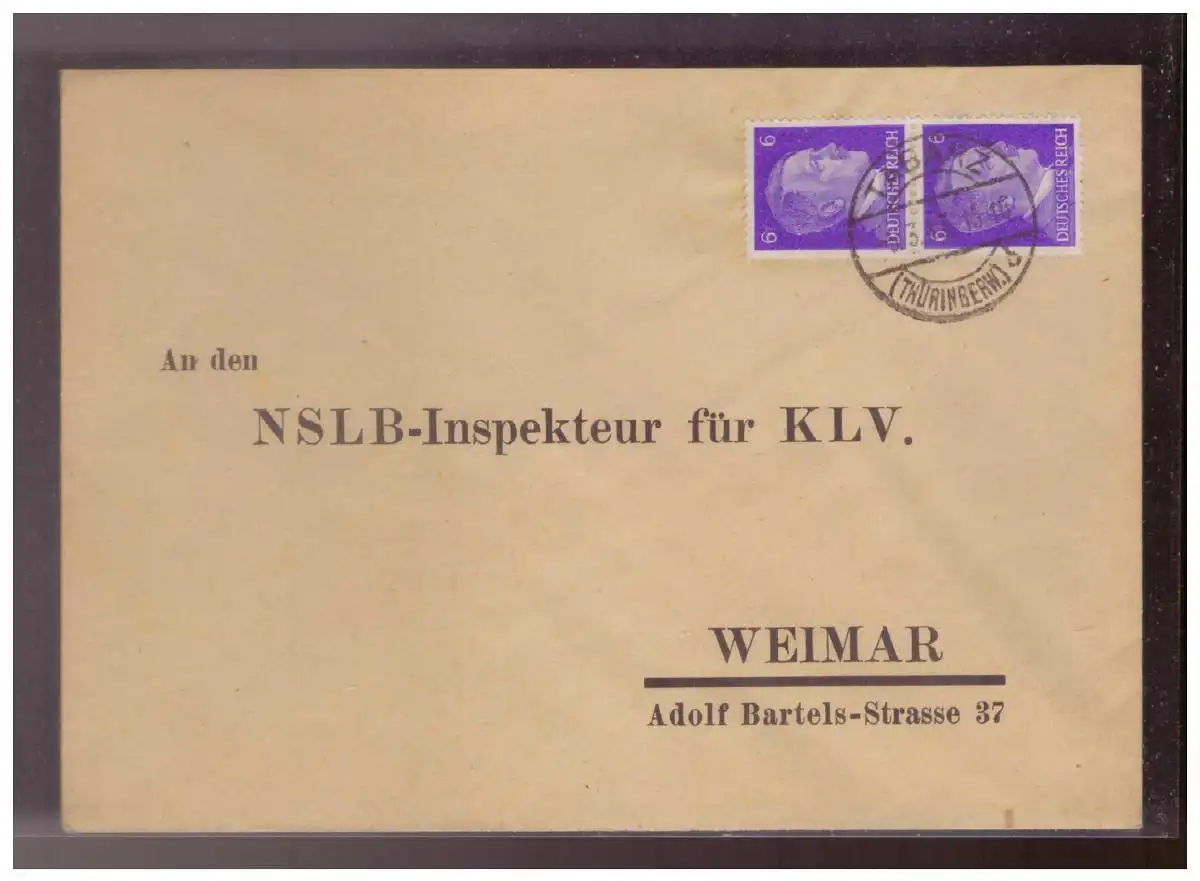 6 6
DEUTSCHES REICH
6 6
DEUTSCHES REICH
TABARZ
(THÜRINGERW.)
An den
NSLB-Inspekteur für KLV.
WEIMAR
Adolf Bartels-Strasse 37